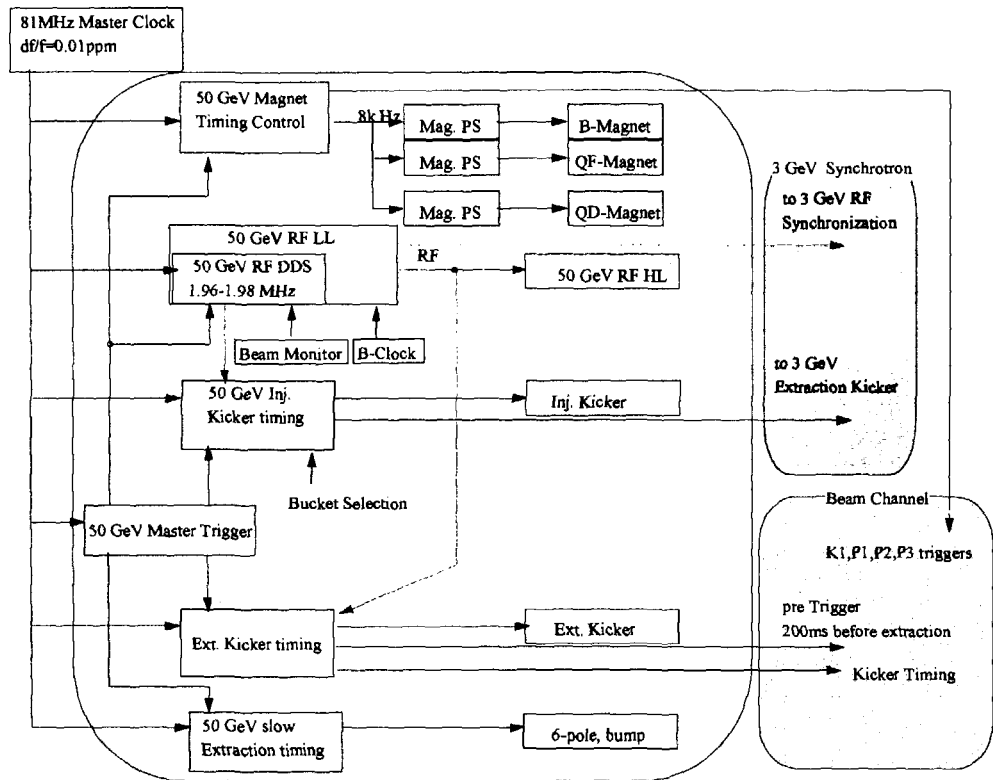 81MHz Master Clock
df/f=0.01ppm
50 GeV Magnet
Timing Control
8k Hz
Mag. PS
B-Magnet
Mag. PS
QF-Magnet
Mag. PS
QD-Magnet
3 GeV Synchrotron
to 3 GeV RF
Synchronization
50 GeV RF LL
RF
50 GeV RF DDS
1.96-1.98 MHz
50 GeV RF HL
Beam Monitor
B-Clock
to 3 GeV
Extraction Kicker
50 GeV Inj.
Kicker timing
Inj. Kicker
Bucket Selection
Beam Channel
50 GeV Master Trigger
K1,P1,P2,P3 triggers
pre Trigger
200ms before extraction
Ext. Kicker timing
Ext. Kicker
Kicker Timing
50 GeV slow
Extraction timing
6-pole, bump